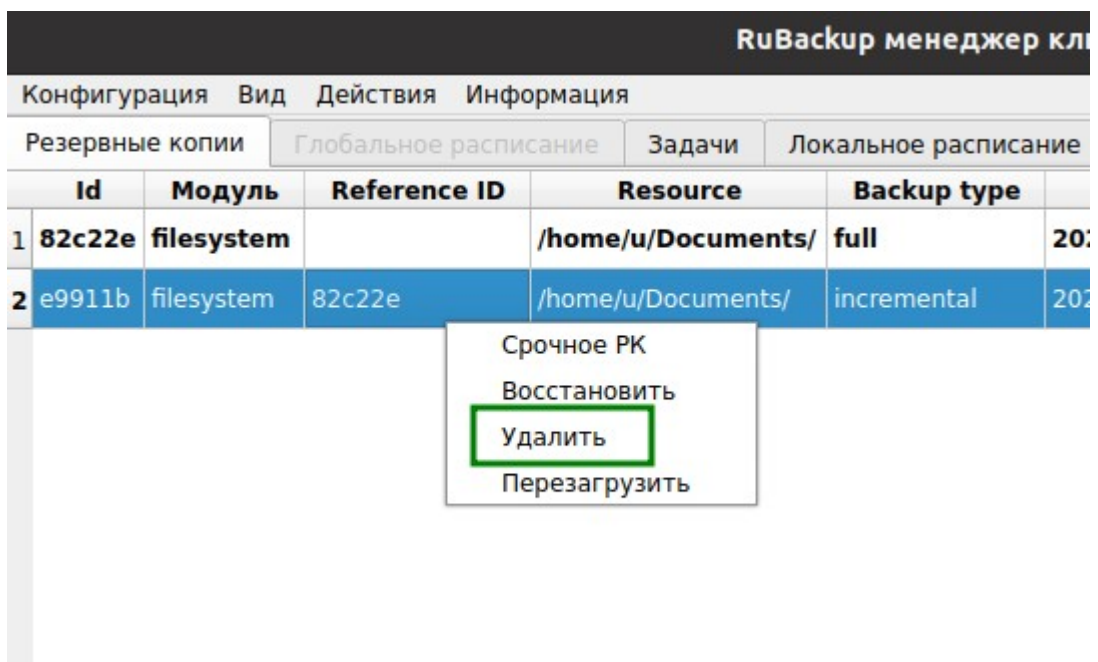 RuBackup менеджер
Конфигурация Вид Действия Информация
Резервные копии Глобальное расписание Задачи Локальное расписание
Id Модуль Reference ID Resource Backup type
1 82c22e filesystem /home/u/Documents/ full
2 e9911b filesystem 82c22e /home/u/Documents/ incremental
Срочное РК
Восстановить
Удалить
Перезагрузить